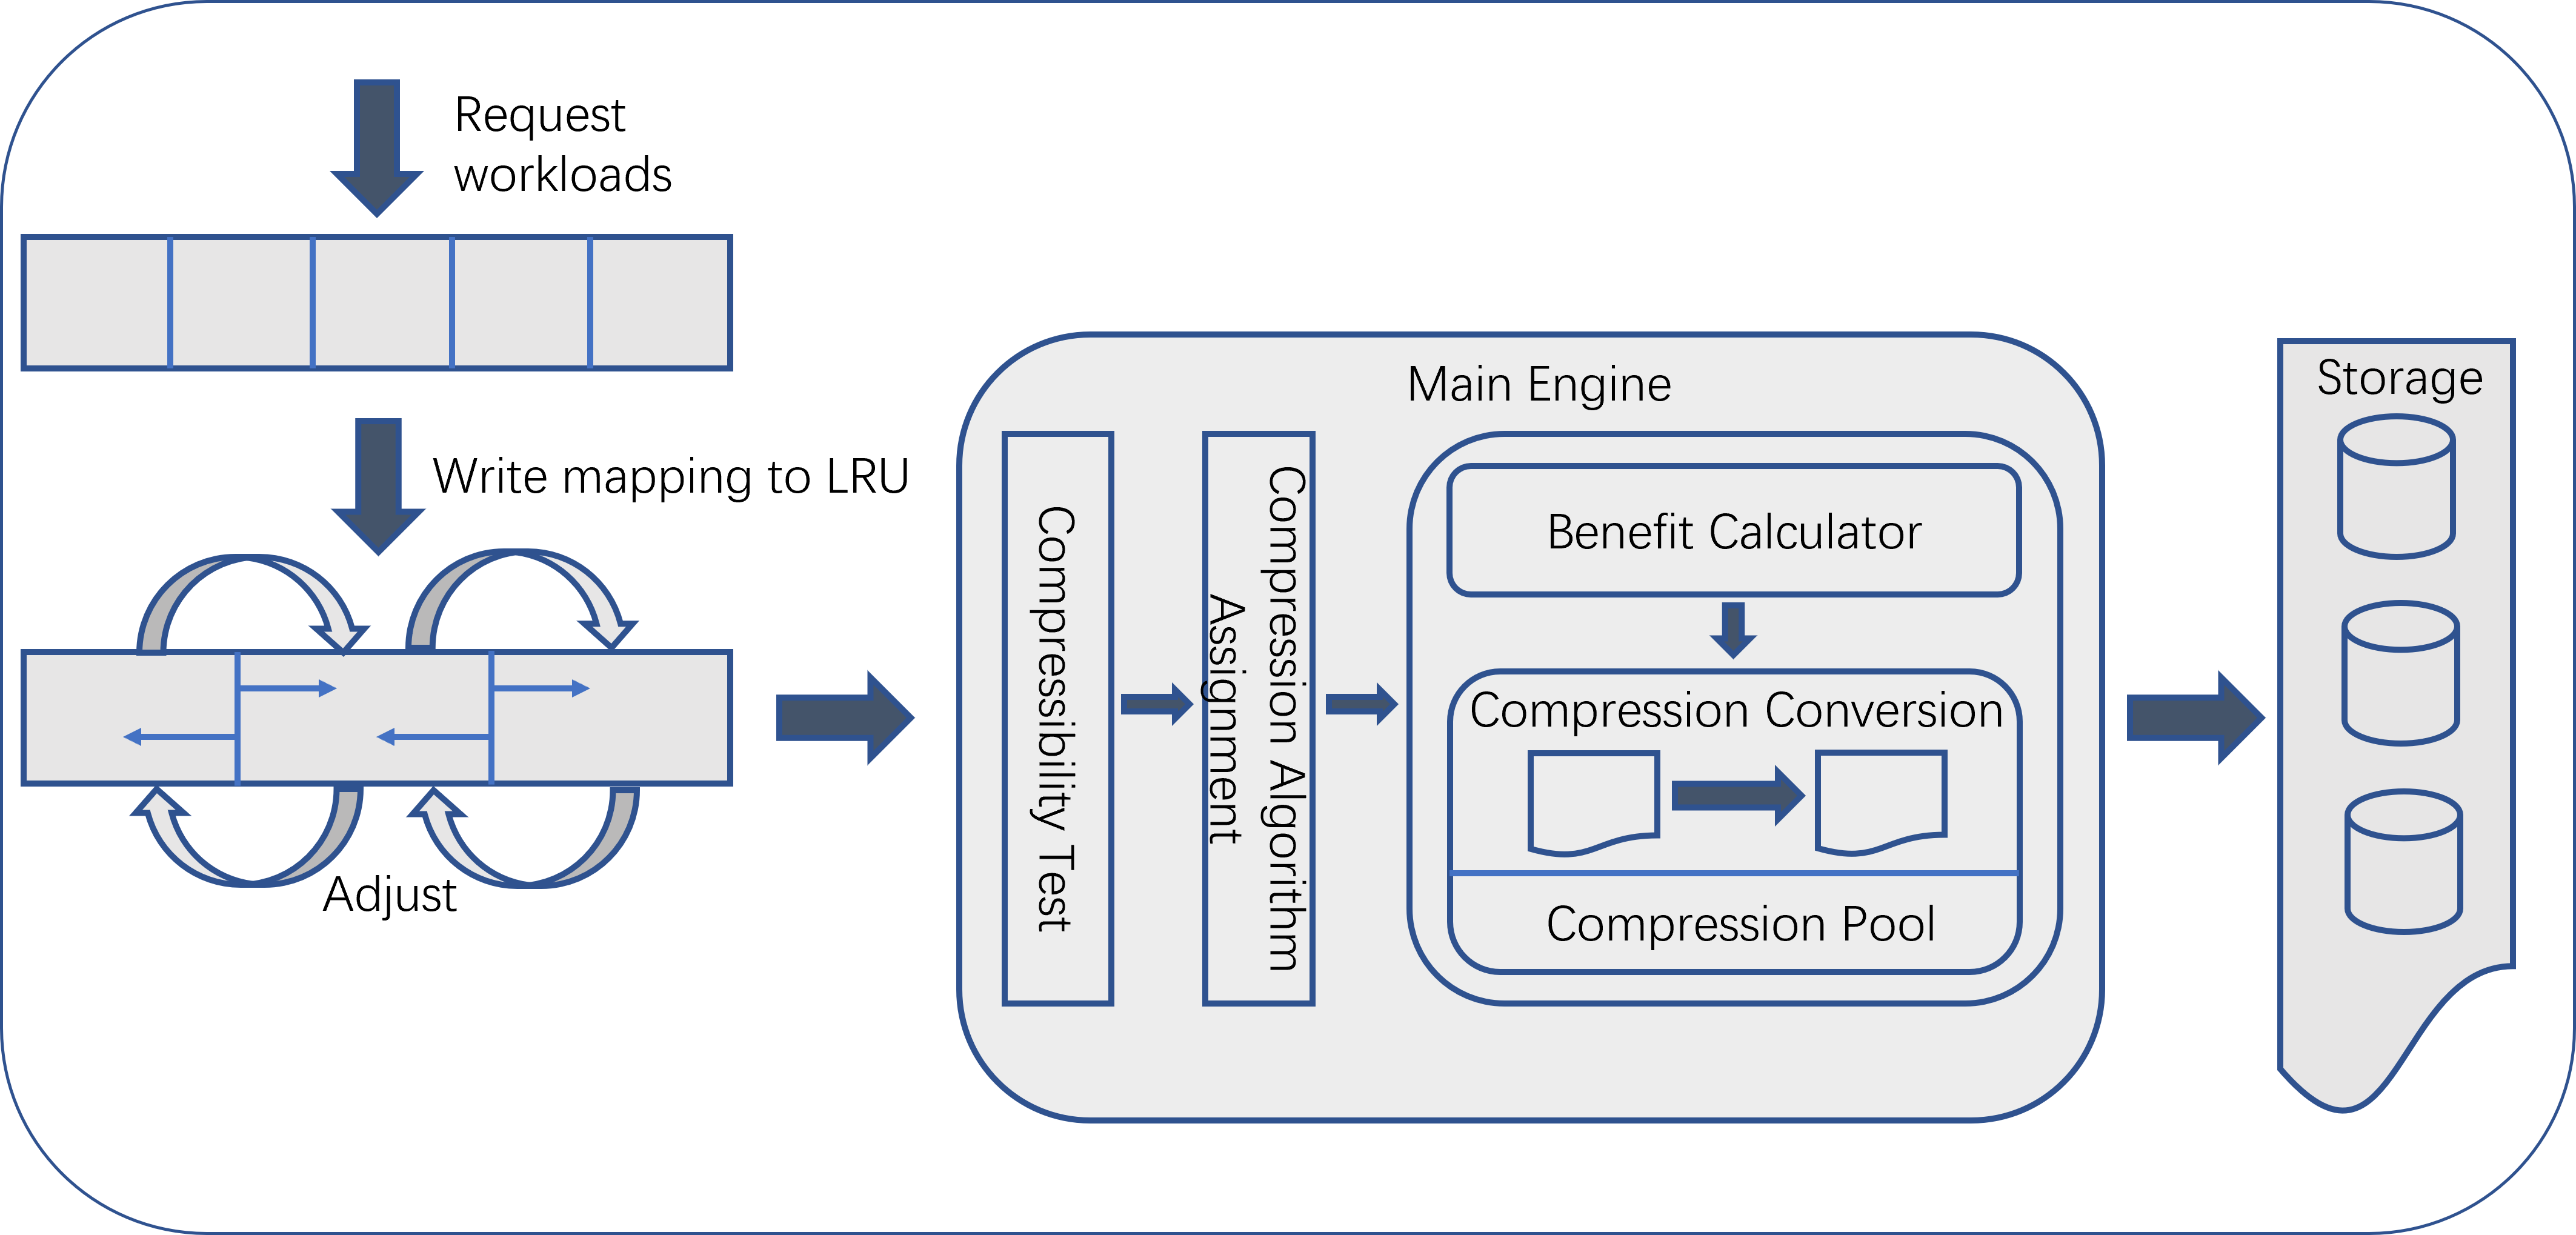 Request
workloads
Write mapping to LRU
Adjust
Main Engine
Compressibility Test
Compression Algorithm
Assignment
Benefit Calculator
Compression Conversion
Compression Pool
Storage